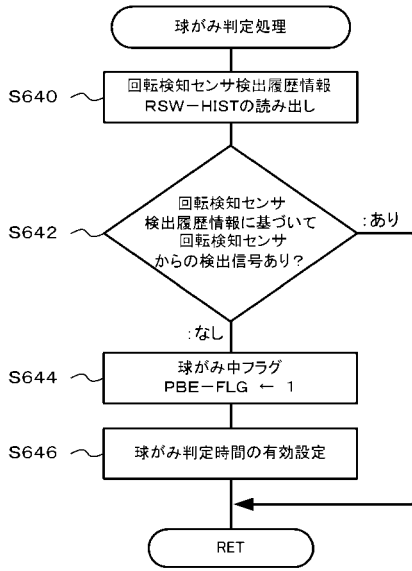 球がみ判定処理
S640
回転検知センサ検出履歴情報
RSW－HISTの読み出し
S642
回転検知センサ
検出履歴情報に基づいて
回転検知センサ
からの検出信号あり？
：あり
：なし
S644
球がみ中フラグ
PBE－FLG ← 1
S646
球がみ判定時間の有効設定
RET